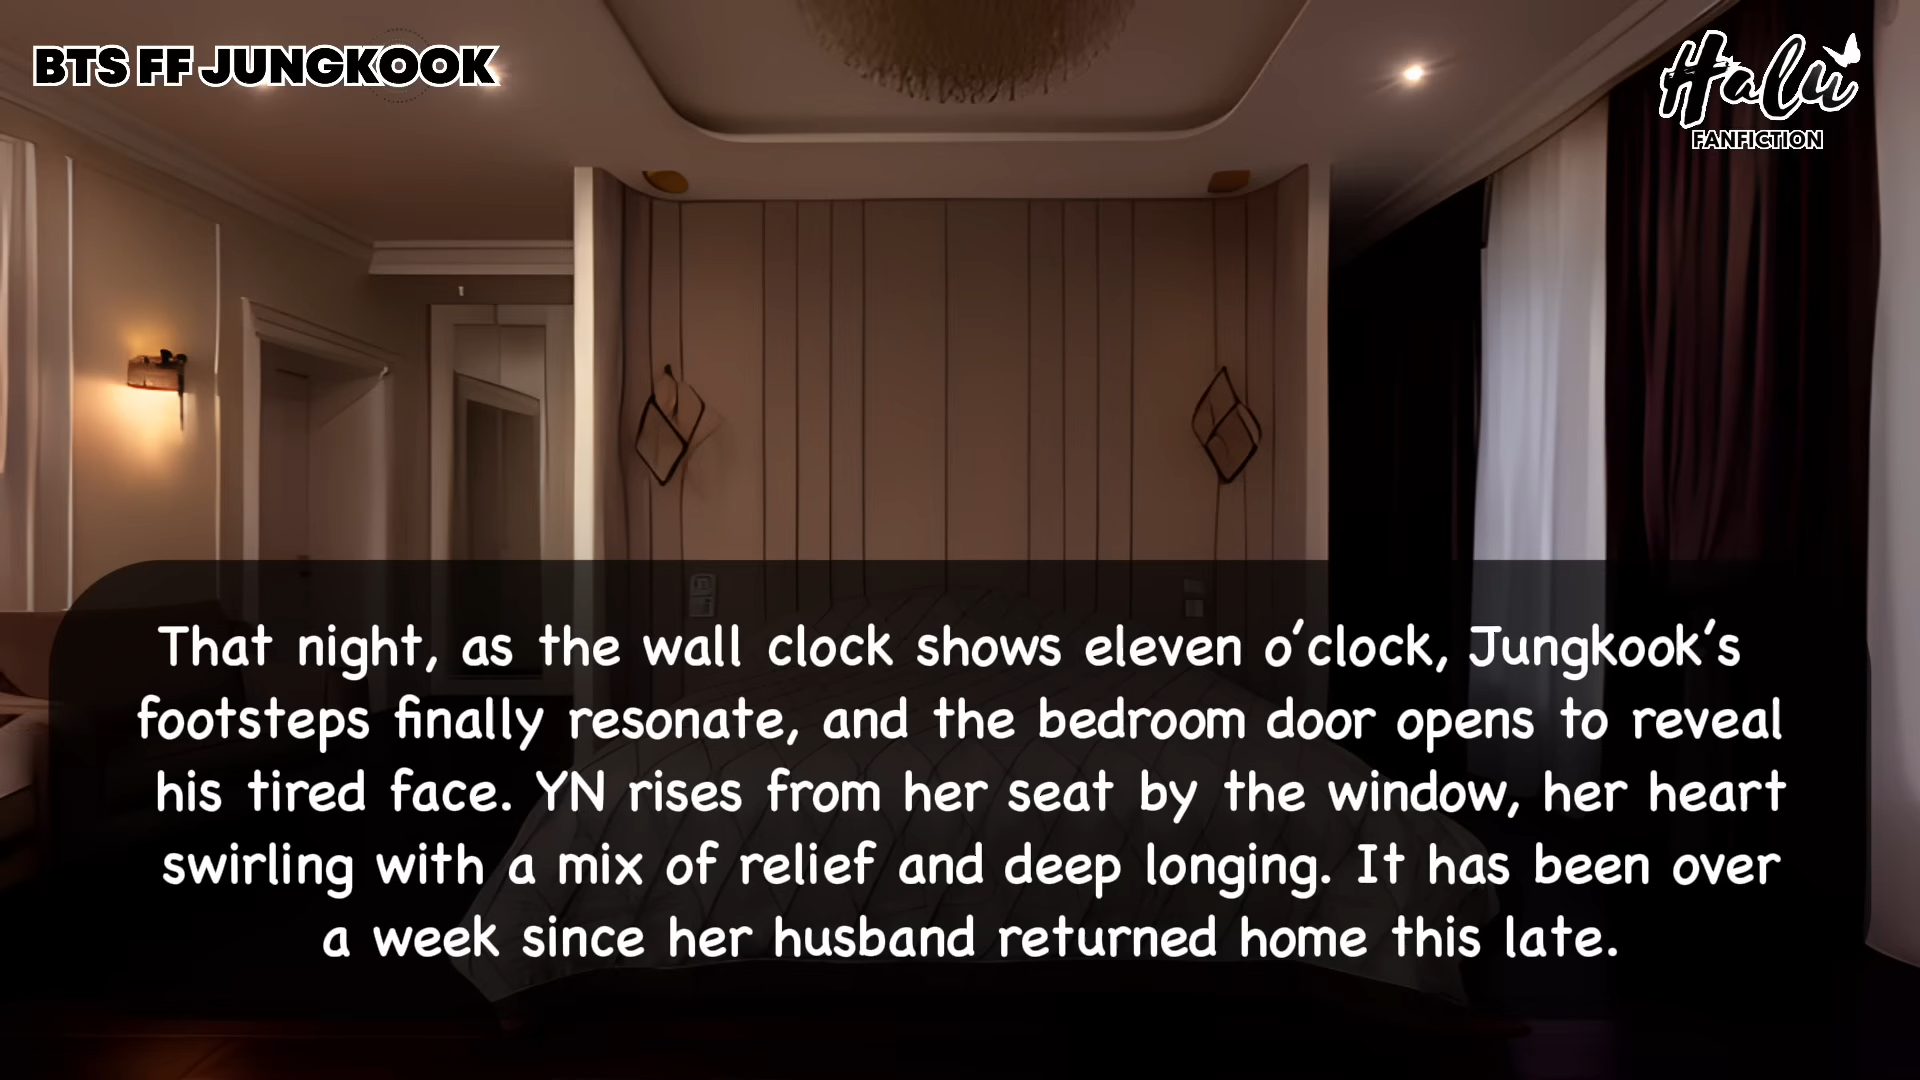 BTS FF JUNGKOOK
Halu
FANFICTION
That night, as the wall clock shows eleven o’clock, Jungkook’s
footsteps finally resonate, and the bedroom door opens to reveal
his tired face. YN rises from her seat by the window, her heart
swirling with a mix of relief and deep longing. It has been over
a week since her husband returned home this late.